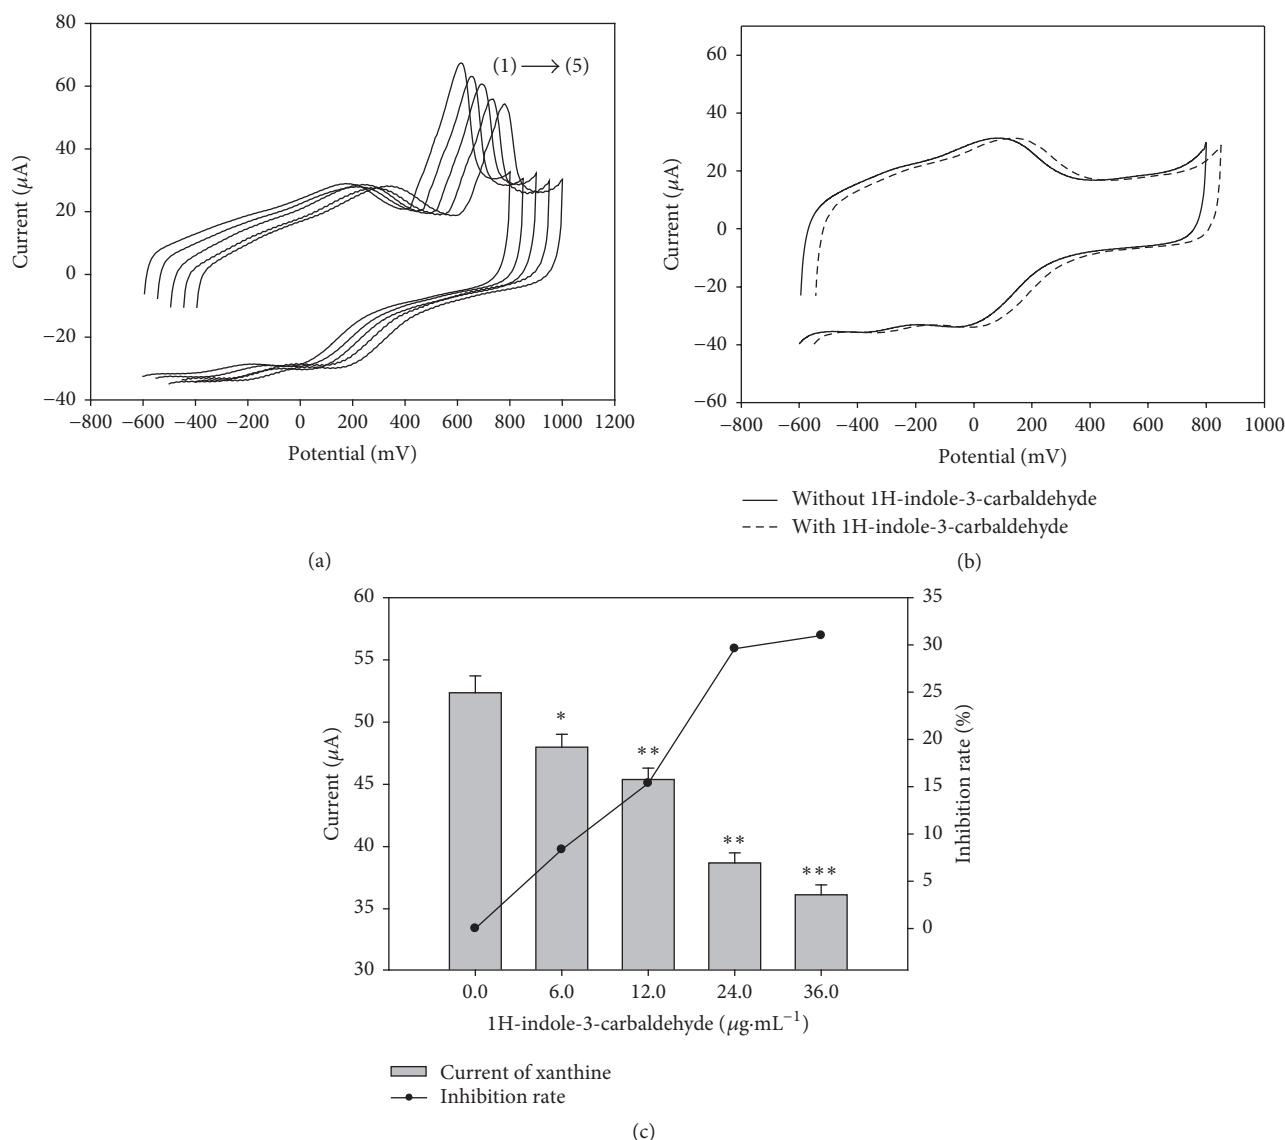 80
60
40
20
0
−20
−40
Current (μA)
(1) → (5)
−800 −600 −400 −200 0 200 400 600 800 1000 1200
Potential (mV)
(a)
60
40
20
0
−20
−40
−60
Current (μA)
−800 −600 −400 −200 0 200 400 600 800 1000
Potential (mV)
Without 1H-indole-3-carbaldehyde
With 1H-indole-3-carbaldehyde
(b)
60
55
50
45
40
35
30
Current (μA)
*
**
**
***
35
30
25
20
15
10
5
0
Inhibition rate (%)
0.0 6.0 12.0 24.0 36.0
1H-indole-3-carbaldehyde (μg·mL⁻¹)
Current of xanthine
Inhibition rate
(c)